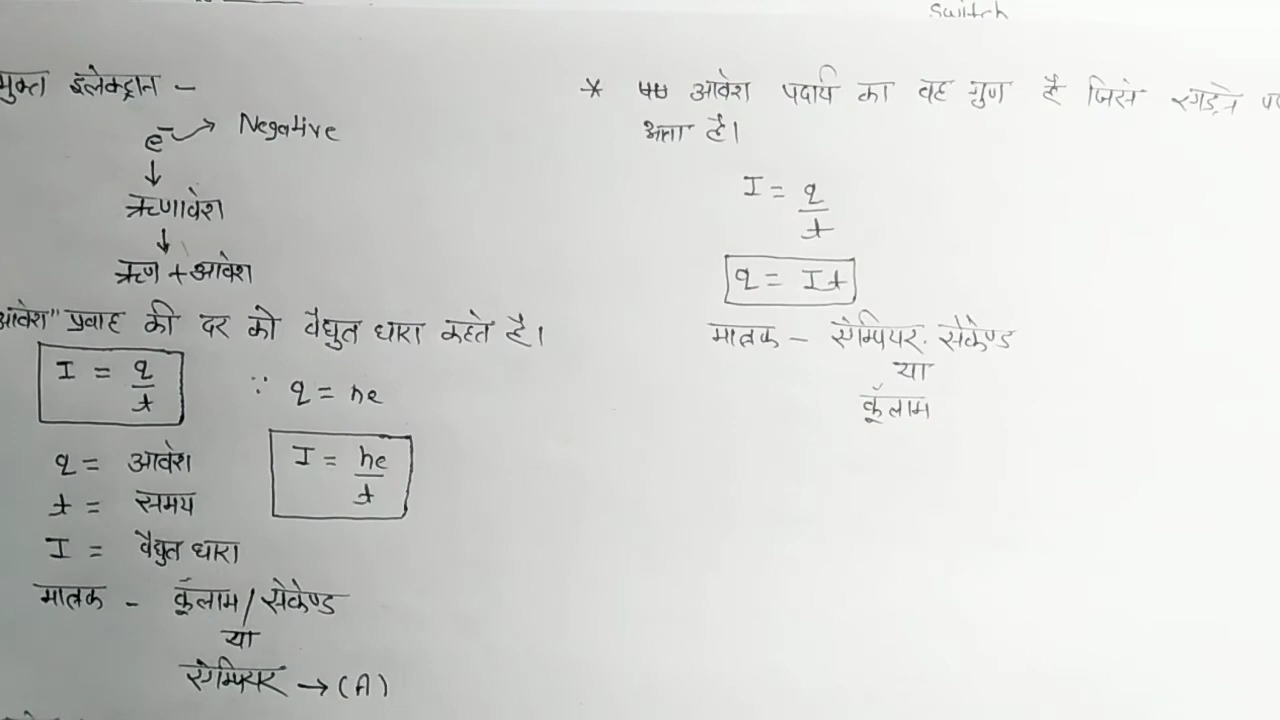 switch
मुक्त इलेक्ट्रान -
e⁻ → Negative
↓
ऋणावेश
↓
ऋण + आवेश
आवेश" प्रवाह की दर को वैद्युत धारा कहते है।
I = q/t
∵ q = ne
I = ne/t
q = आवेश
t = समय
I = वैद्युत धारा
मात्रक - कूँलाम/सेकेण्ड
या
ऐम्पियर → (A)
* आवेश पदार्थ का वह गुण है जिसे रगड़ने
आता है।
I = q/t
q = It
मात्रक - ऐम्पियर. सेकेण्ड
या
कूँलाम